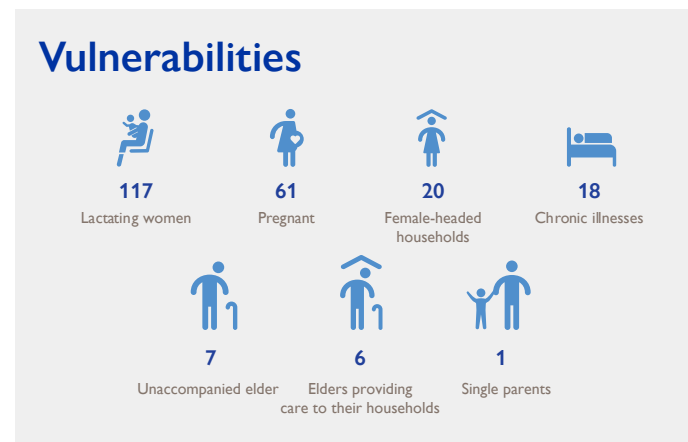 Vulnerabilities
117
61
20
18
Lactating women
Pregnant
Female-headed
households
Chronic illnesses
7
6
1
Unaccompanied elder
Elders providing
care to their households
Single parents